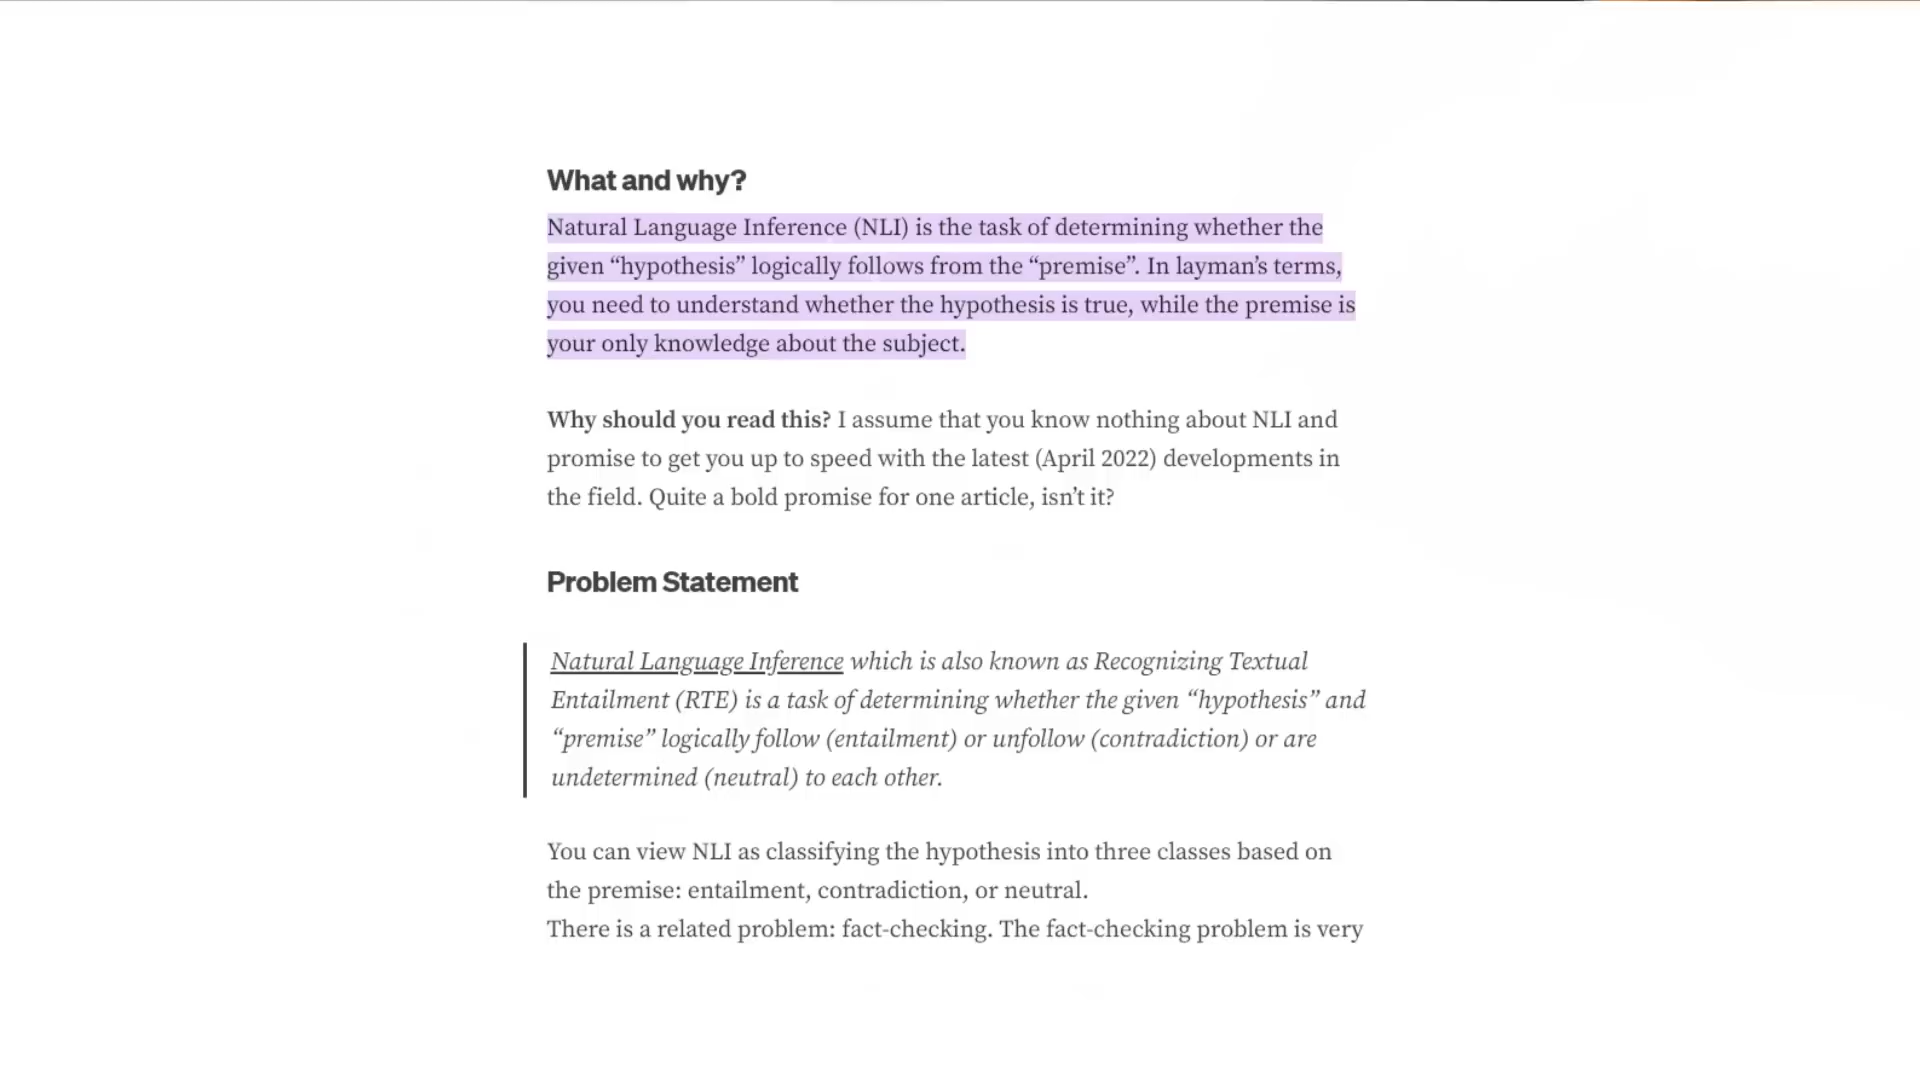 What and why?
Natural Language Inference (NLI) is the task of determining whether the
given “hypothesis” logically follows from the “premise”. In layman’s terms,
you need to understand whether the hypothesis is true, while the premise is
your only knowledge about the subject.
Why should you read this? I assume that you know nothing about NLI and
promise to get you up to speed with the latest (April 2022) developments in
the field. Quite a bold promise for one article, isn’t it?
Problem Statement
Natural Language Inference which is also known as Recognizing Textual
Entailment (RTE) is a task of determining whether the given “hypothesis” and
“premise” logically follow (entailment) or unfollow (contradiction) or are
undetermined (neutral) to each other.
You can view NLI as classifying the hypothesis into three classes based on
the premise: entailment, contradiction, or neutral.
There is a related problem: fact-checking. The fact-checking problem is very